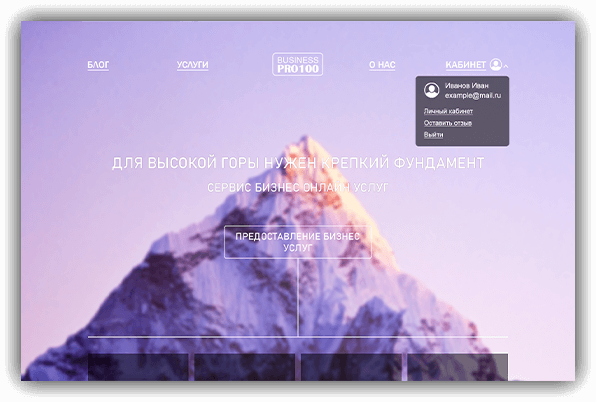 БЛОГ
УСЛУГИ
BUSINESS
PRO100
О НАС
КАБИНЕТ
Иванов Иван
example@mail.ru
Личный кабинет
Оставить отзыв
Выйти
ДЛЯ ВЫСОКОЙ ГОРЫ НУЖЕН КРЕПКИЙ ФУНДАМЕНТ
СЕРВИС БИЗНЕС ОНЛАЙН УСЛУГ
ПРЕДОСТАВЛЕНИЕ БИЗНЕС
УСЛУГ